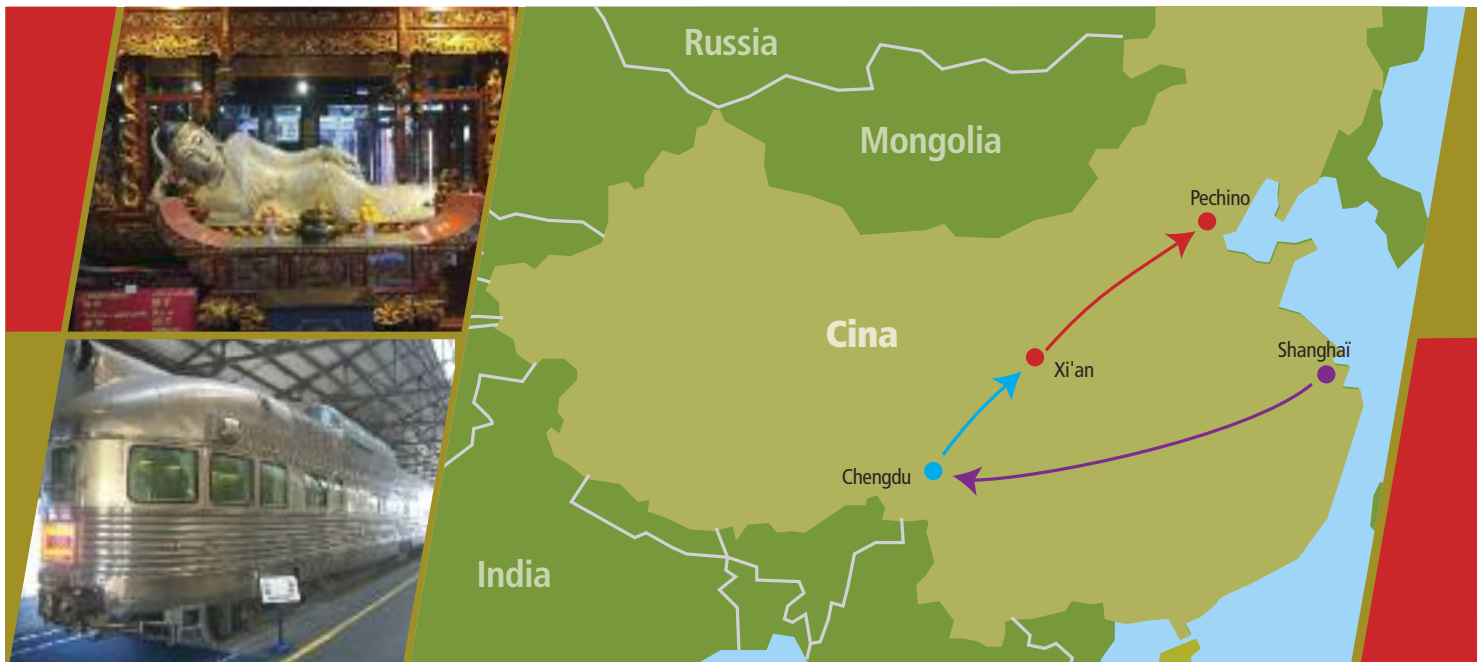 Russia
Mongolia
Pechino
Cina
Shanghaï
Xi'an
Chengdu
India